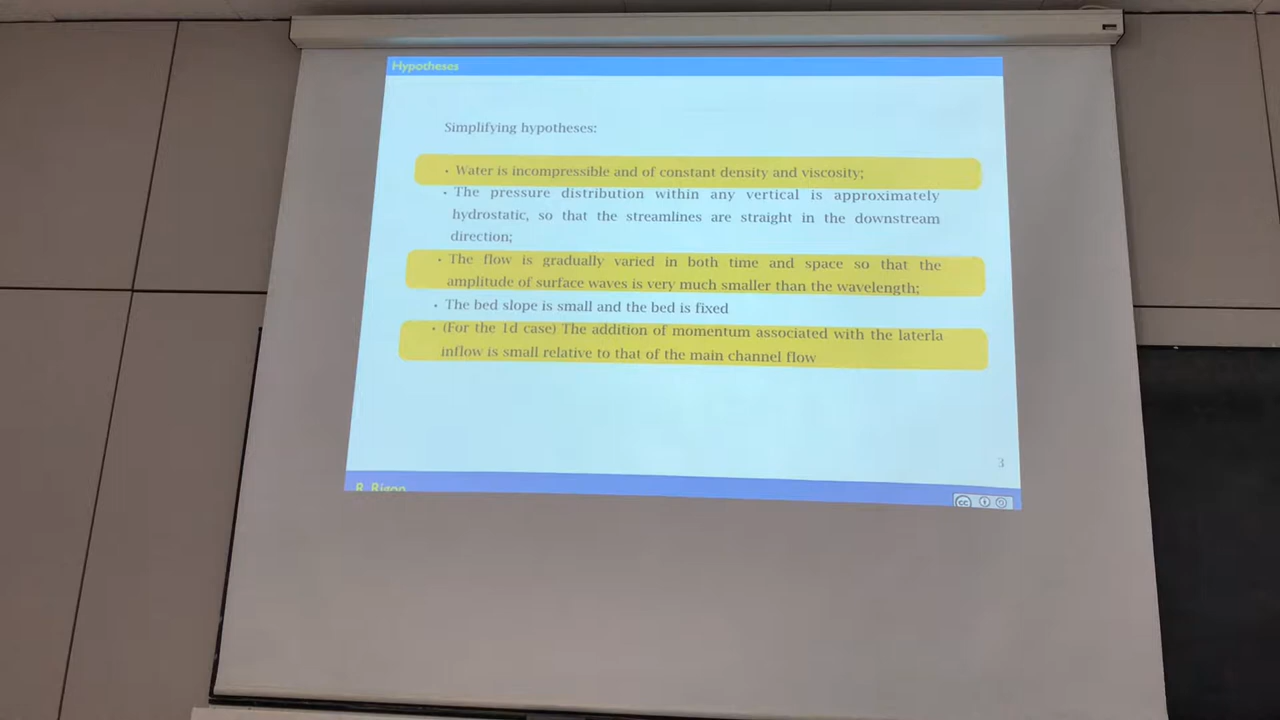 Hypotheses
Simplifying hypotheses:
• Water is incompressible and of constant density and viscosity;
• The pressure distribution within any vertical is approximately
hydrostatic, so that the streamlines are straight in the downstream
direction;
• The flow is gradually varied in both time and space so that the
amplitude of surface waves is very much smaller than the wavelength;
• The bed slope is small and the bed is fixed
• (For the 1d case) The addition of momentum associated with the laterla
inflow is small relative to that of the main channel flow
3
cc